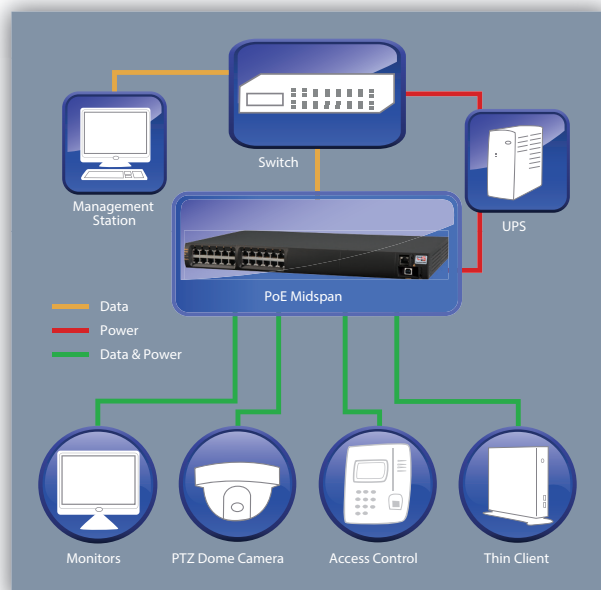 Switch
Management
Station
UPS
PoE Midspan
Data
Power
Data & Power
Monitors
PTZ Dome Camera
Access Control
Thin Client